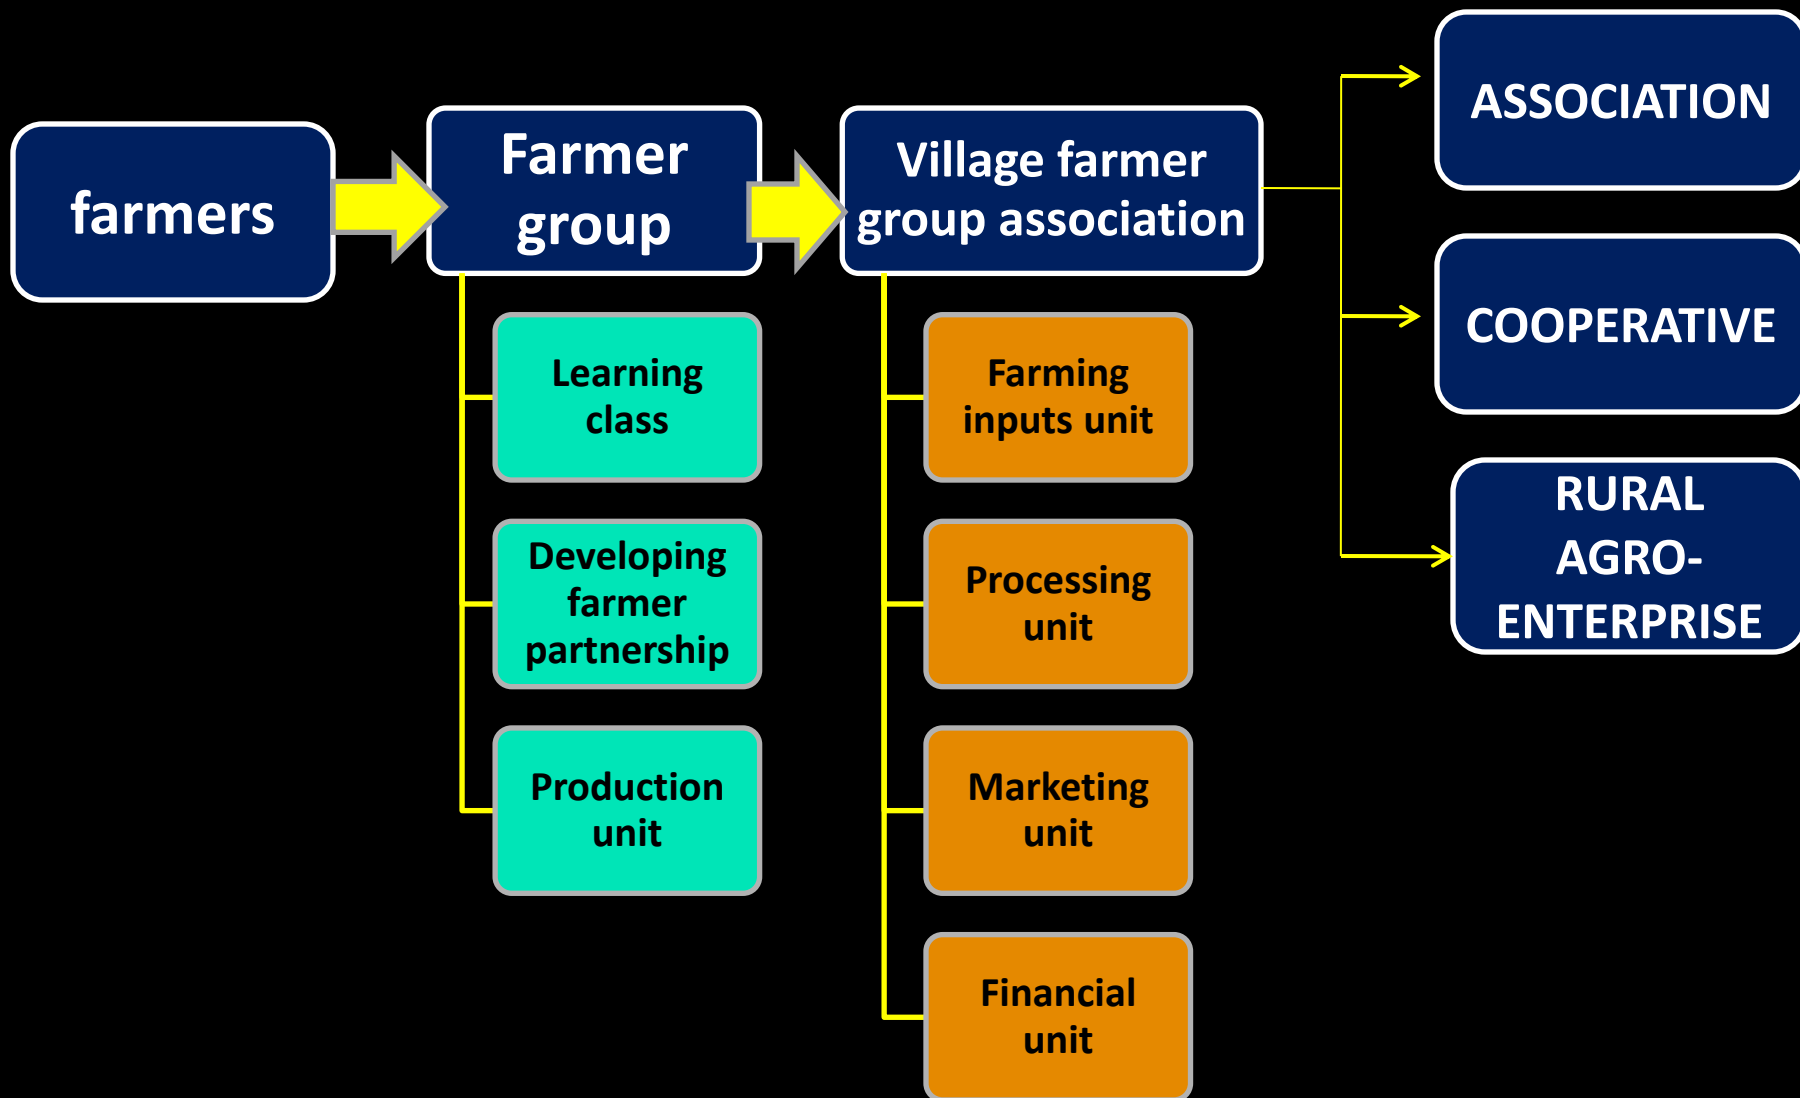 farmers
Farmer
group
Learning
class
Developing
farmer
partnership
Production
unit
Village farmer
group association
Farming
inputs unit
Processing
unit
Marketing
unit
Financial
unit
ASSOCIATION
COOPERATIVE
RURAL
AGRO-
ENTERPRISE